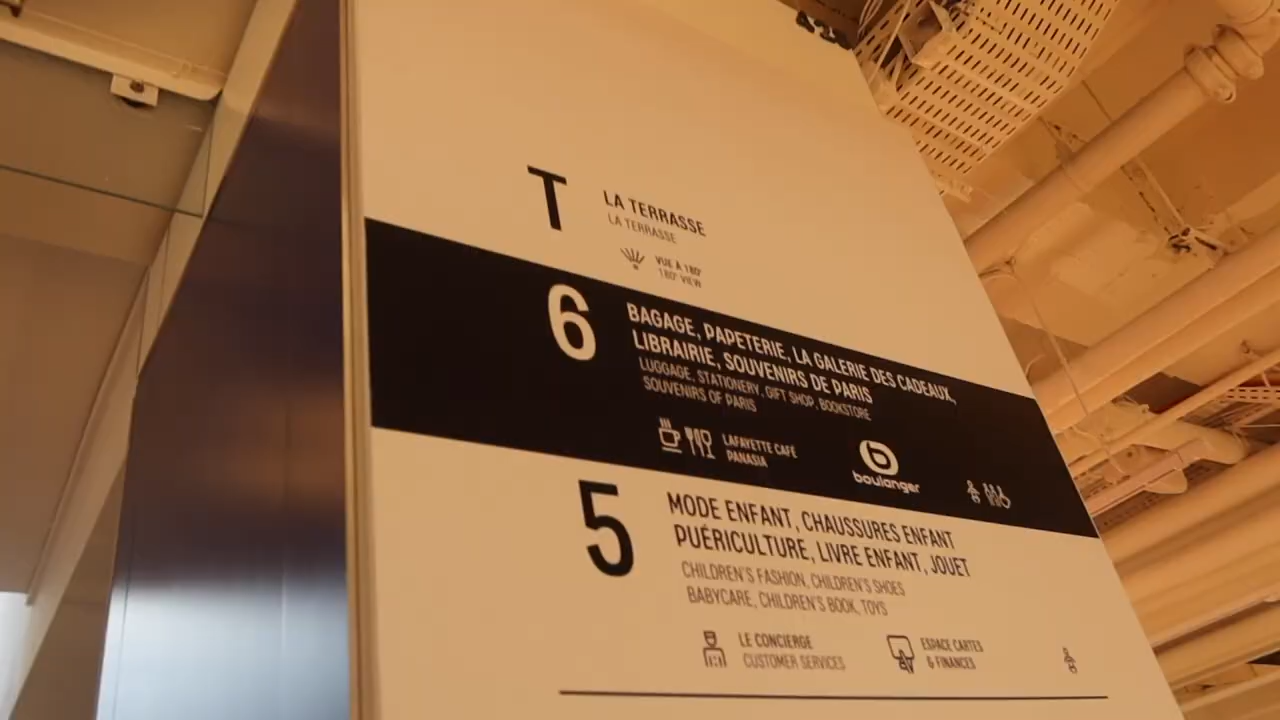 T
LA TERRASSE
LA TERRASSE
VUE À 180°
180° VIEW
6
BAGAGE, PAPETERIE, LA GALERIE DES CADEAUX,
LIBRAIRIE, SOUVENIRS DE PARIS
LUGGAGE, STATIONERY, GIFT SHOP, BOOKSTORE
SOUVENIRS OF PARIS
LAFAYETTE CAFÉ
PANASIA
b
boulanger
5
MODE ENFANT, CHAUSSURES ENFANT
PUÉRICULTURE, LIVRE ENFANT, JOUET
CHILDREN'S FASHION, CHILDREN'S SHOES
BABYCARE, CHILDREN'S BOOK, TOYS
LE CONCIERGE
CUSTOMER SERVICES
ESPACE CARTES
& FINANCES